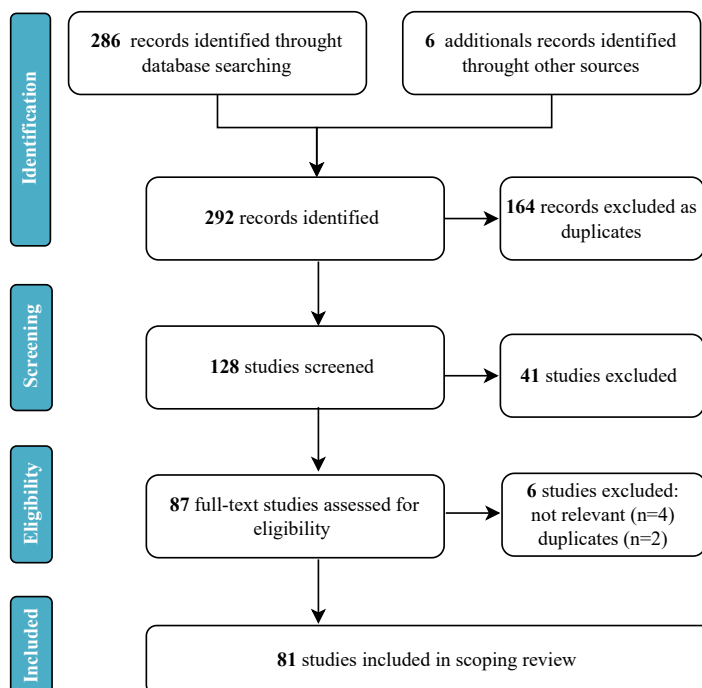 Identification
286 records identified throught
database searching
6 additionals records identified
throught other sources
292 records identified
164 records excluded as
duplicates
Screening
128 studies screened
41 studies excluded
Eligibility
87 full-text studies assessed for
eligibility
6 studies excluded:
not relevant (n=4)
duplicates (n=2)
Included
81 studies included in scoping review